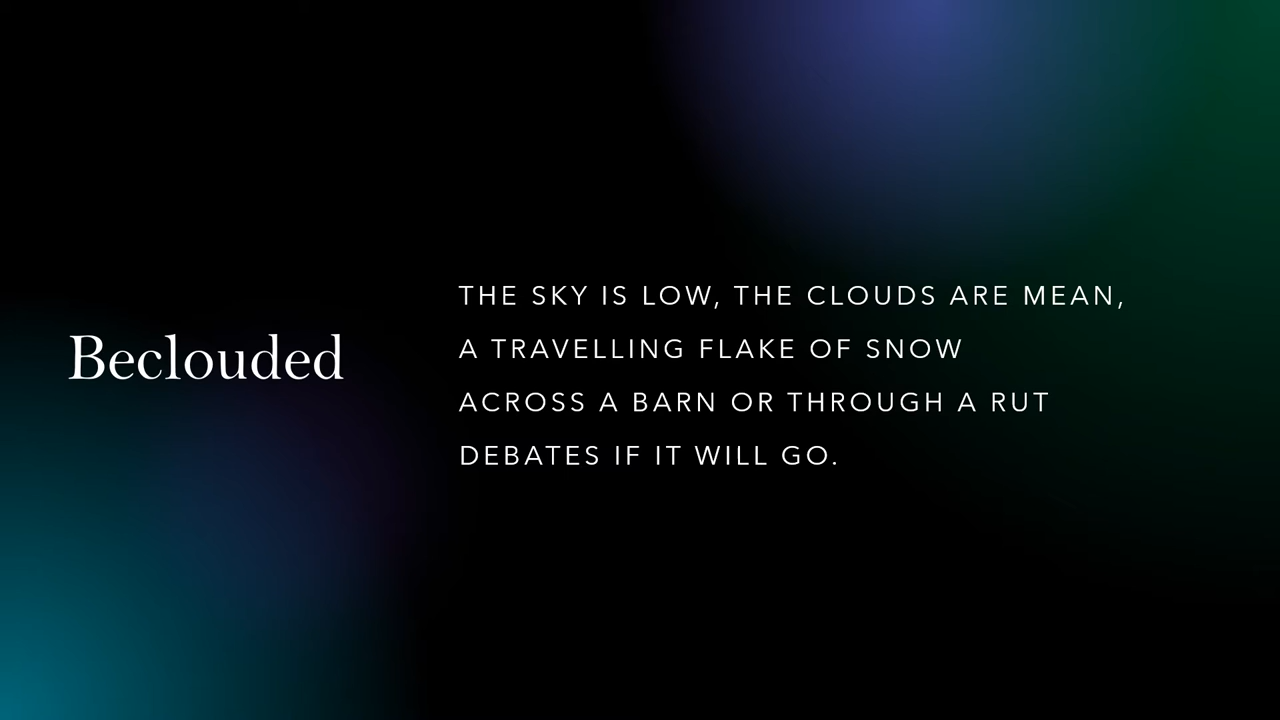 Beclouded
THE SKY IS LOW, THE CLOUDS ARE MEAN,
A TRAVELLING FLAKE OF SNOW
ACROSS A BARN OR THROUGH A RUT
DEBATES IF IT WILL GO.